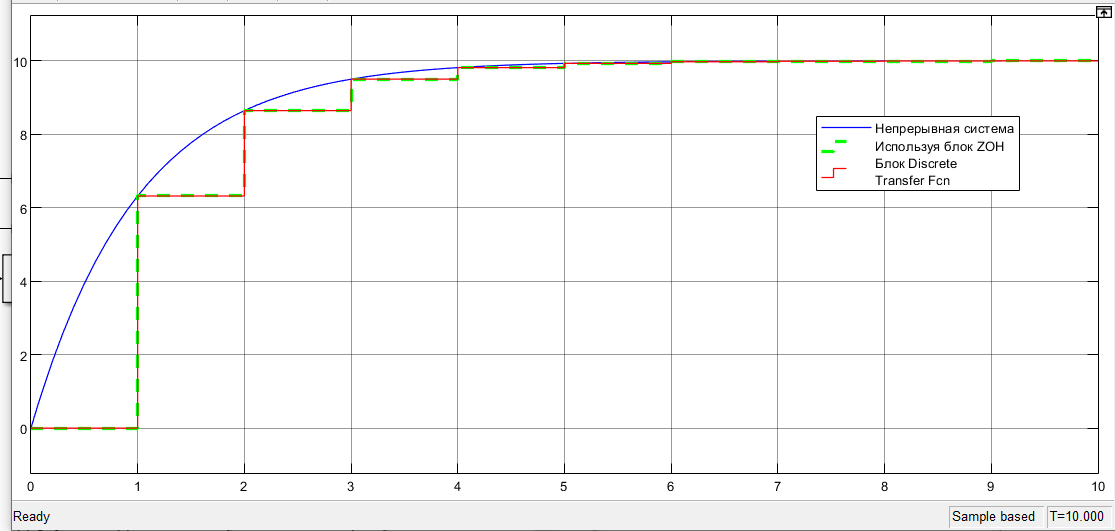 10
8
6
4
2
0
Непрерывная система
Используя блок ZOH
Блок Discrete
Transfer Fcn
0 1 2 3 4 5 6 7 8 9 10
Ready Sample based T=10.000